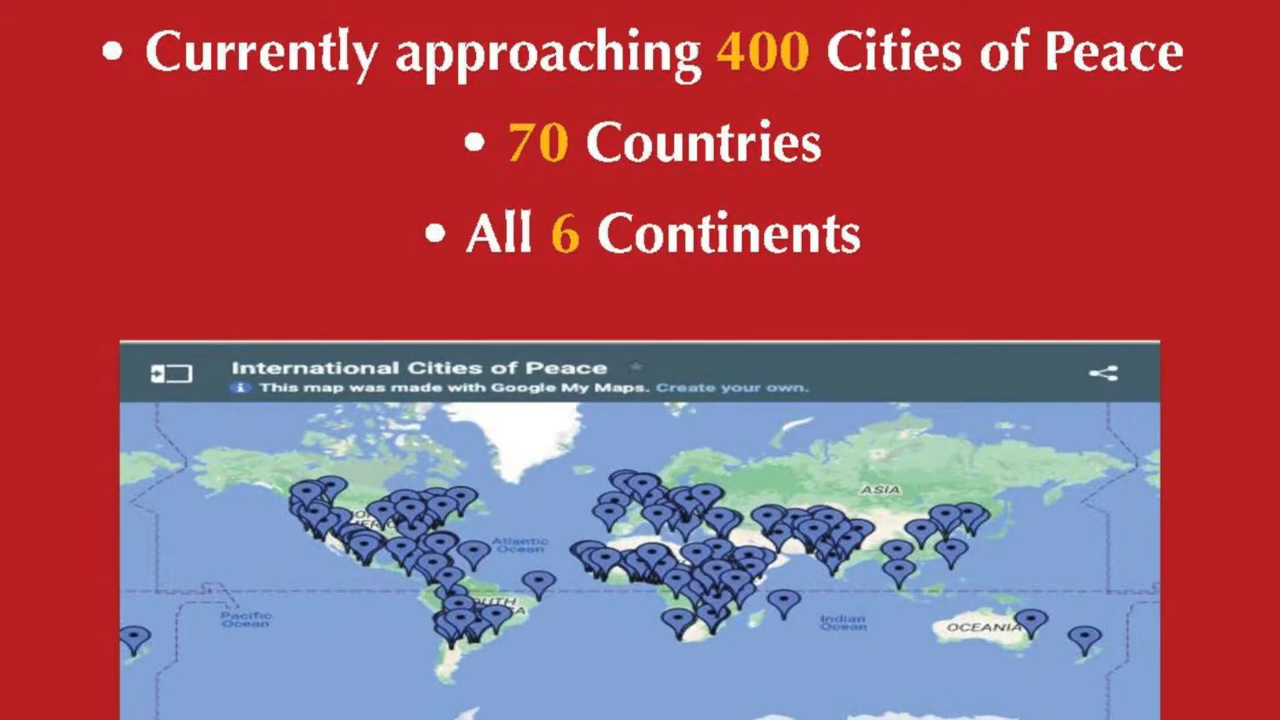 • Currently approaching 400 Cities of Peace
• 70 Countries
• All 6 Continents
International Cities of Peace
This map was made with Google My Maps. Create your own.
ASIA
Atlantic
Ocean
Pacific
Ocean
Indian
Ocean
OCEANIA